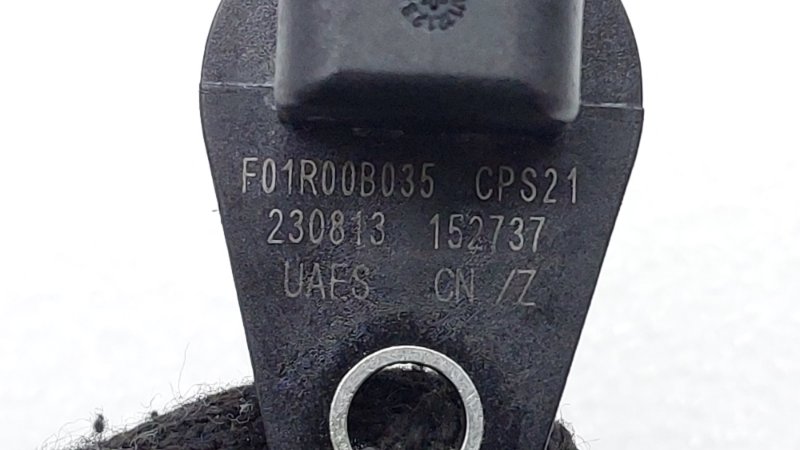 F01R00B035 CPS21
230813 152737
UAES CN /Z